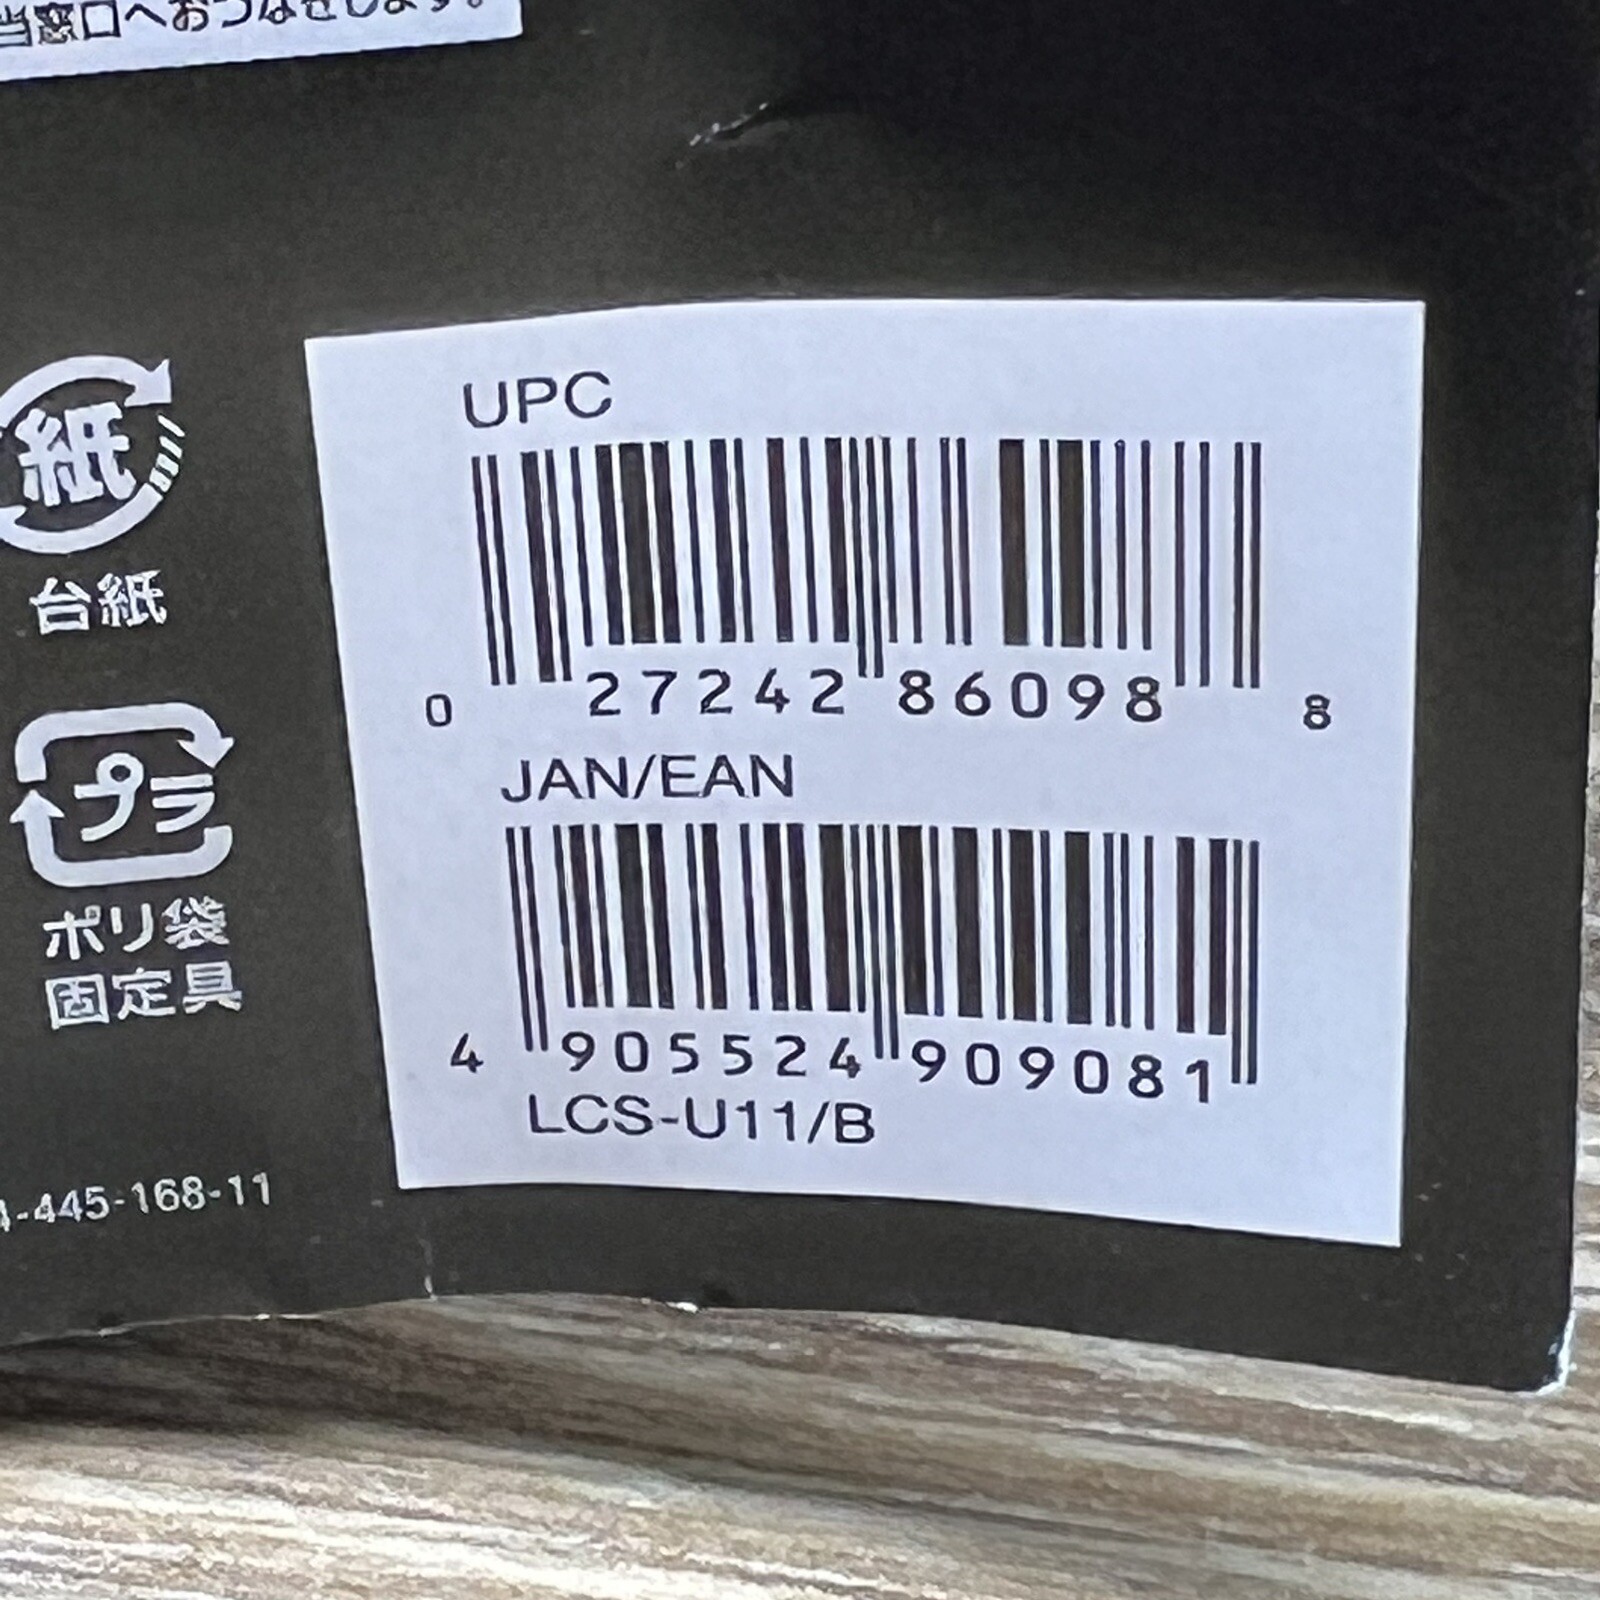 当窓口へおつなぎします。
紙
台紙
プラ
ポリ袋
固定具
4-445-168-11
UPC
0 27242 86098 8
JAN/EAN
4 905524 909081
LCS-U11/B